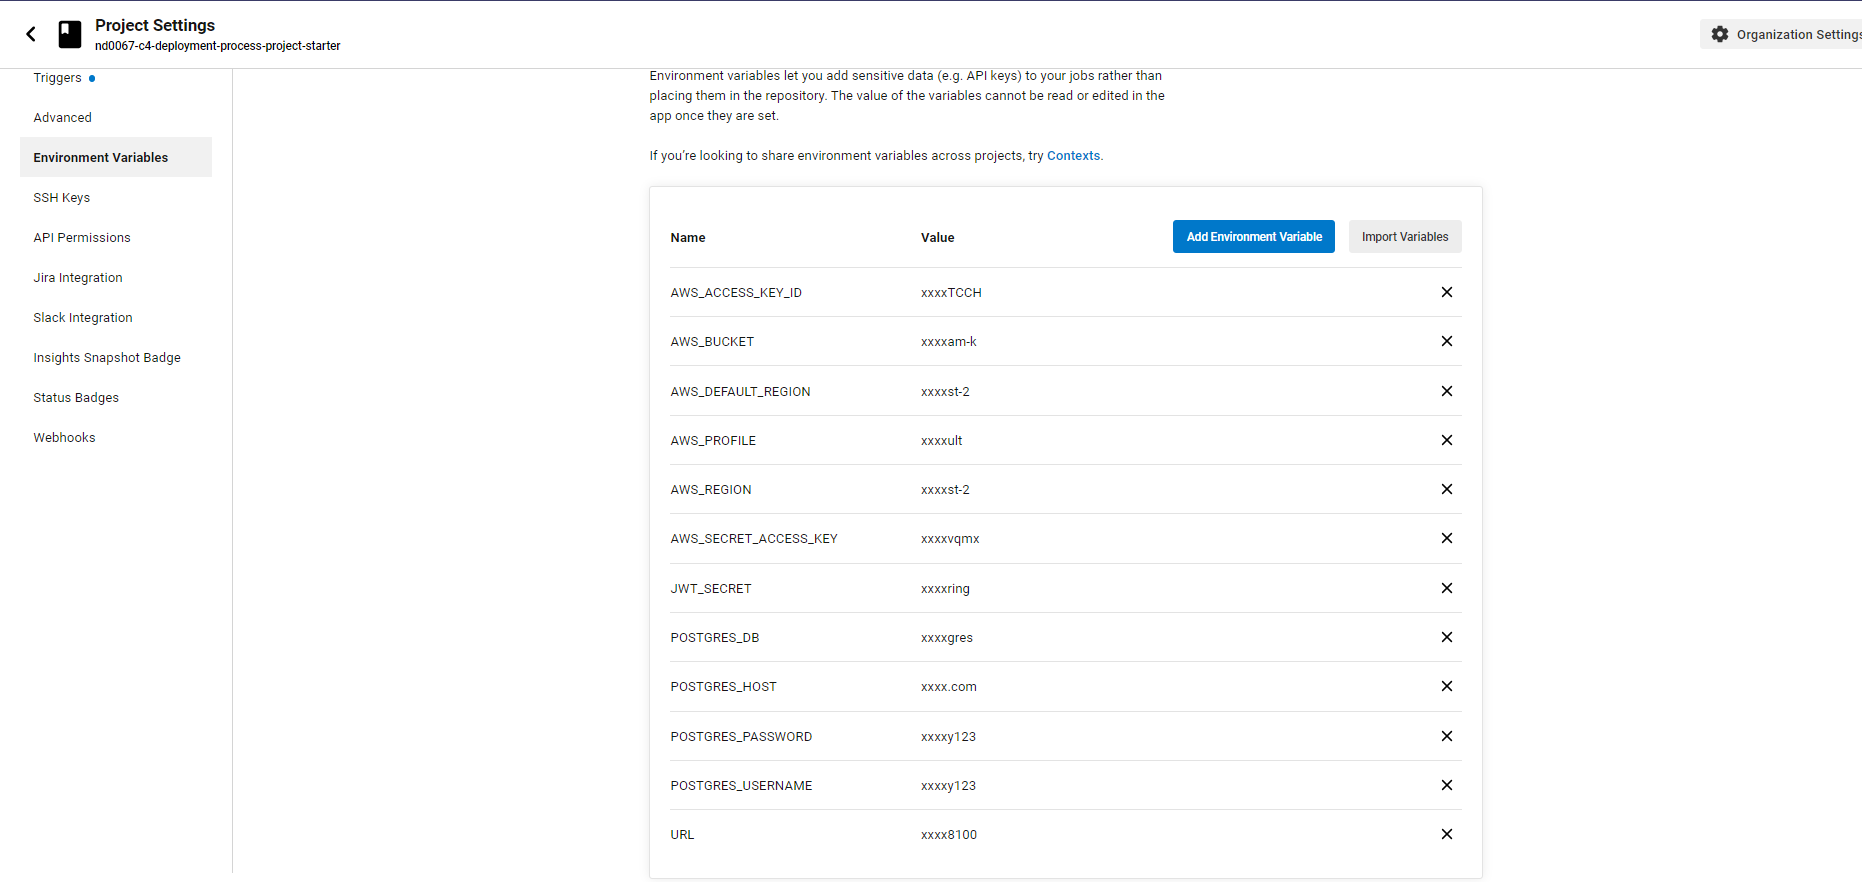 Project Settings
nd0067-c4-deployment-process-project-starter
Organization Settings
Triggers
Advanced
Environment Variables
SSH Keys
API Permissions
Jira Integration
Slack Integration
Insights Snapshot Badge
Status Badges
Webhooks
Environment variables let you add sensitive data (e.g. API keys) to your jobs rather than
placing them in the repository. The value of the variables cannot be read or edited in the
app once they are set.
If you're looking to share environment variables across projects, try Contexts.
Name Value Add Environment Variable Import Variables
AWS_ACCESS_KEY_ID xxxxTCCH
AWS_BUCKET xxxxam-k
AWS_DEFAULT_REGION xxxxst-2
AWS_PROFILE xxxxult
AWS_REGION xxxxst-2
AWS_SECRET_ACCESS_KEY xxxxvqmx
JWT_SECRET xxxxring
POSTGRES_DB xxxxgres
POSTGRES_HOST xxxx.com
POSTGRES_PASSWORD xxxxy123
POSTGRES_USERNAME xxxxy123
URL xxxx8100